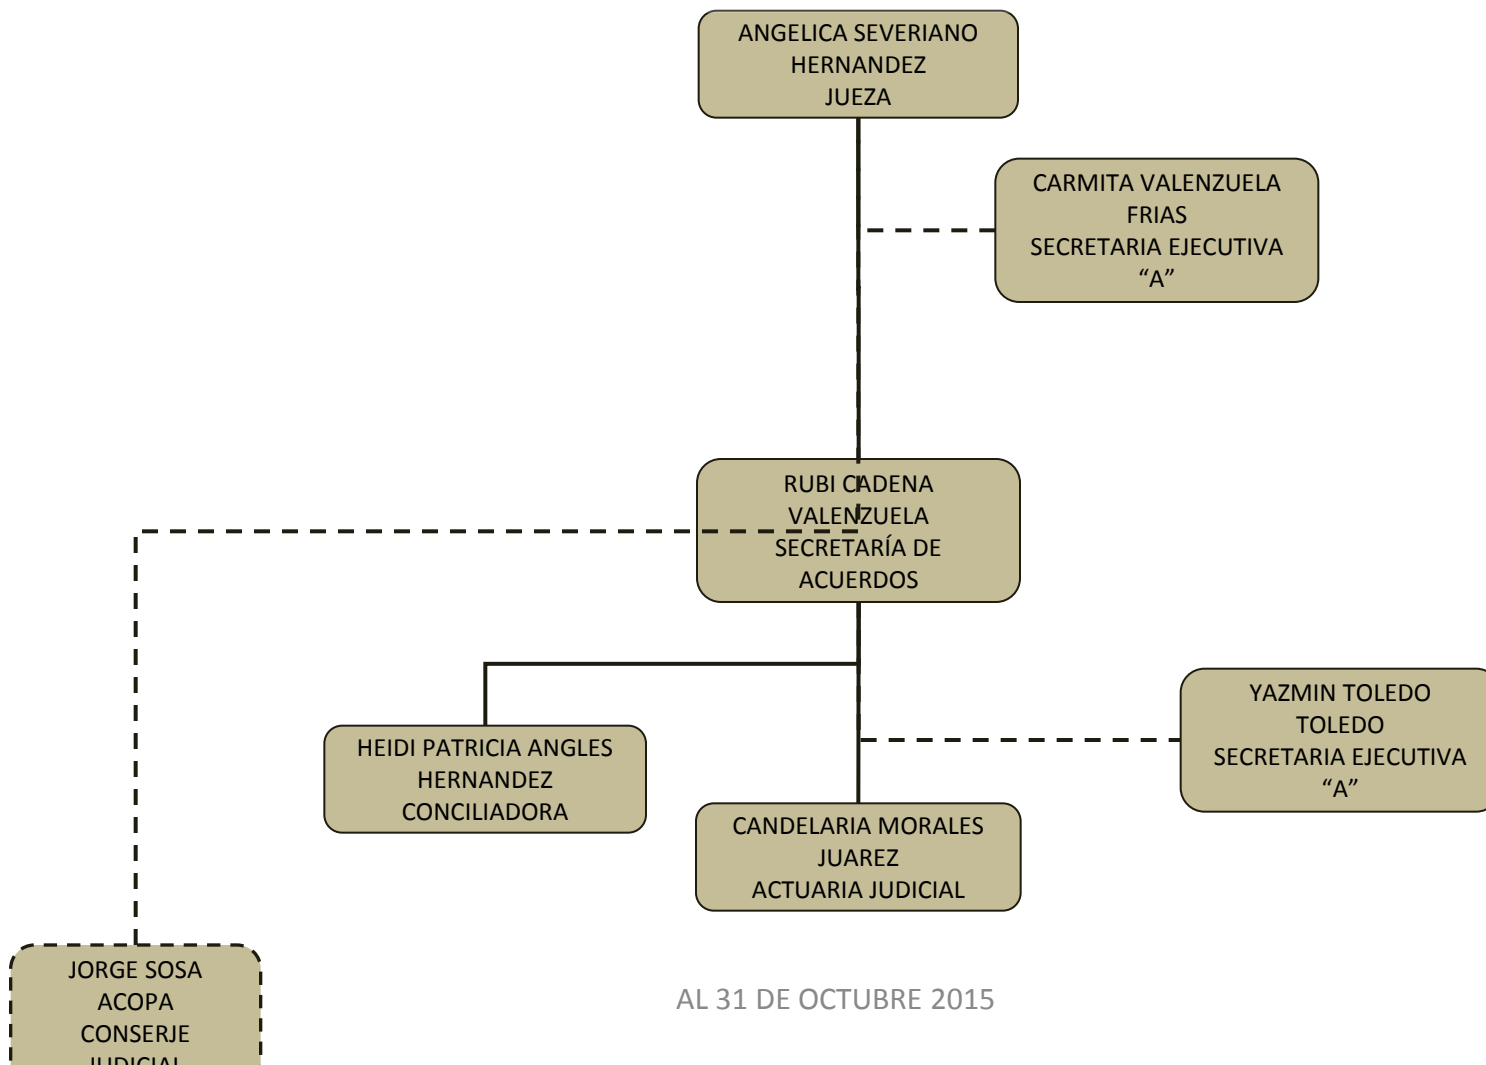 ANGELICA SEVERIANO
HERNANDEZ
JUEZA
CARMITA VALENZUELA
FRIAS
SECRETARIA EJECUTIVA
“A”
RUBI CADENA
VALENZUELA
SECRETARÍA DE
ACUERDOS
HEIDI PATRICIA ANGLES
HERNANDEZ
CONCILIADORA
YAZMIN TOLEDO
TOLEDO
SECRETARIA EJECUTIVA
“A”
CANDELARIA MORALES
JUAREZ
ACTUARIA JUDICIAL
JORGE SOSA
ACOPA
CONSERJE
JUDICIAL
AL 31 DE OCTUBRE 2015